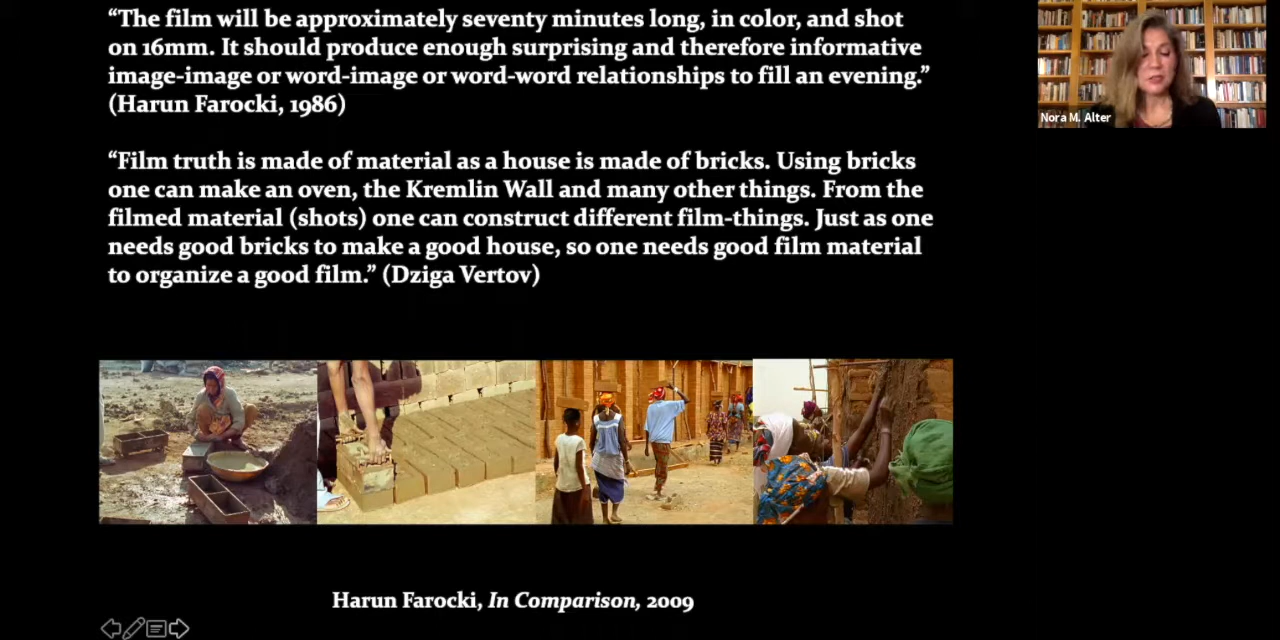 “The film will be approximately seventy minutes long, in color, and shot
on 16mm. It should produce enough surprising and therefore informative
image-image or word-image or word-word relationships to fill an evening.”
(Harun Farocki, 1986)
“Film truth is made of material as a house is made of bricks. Using bricks
one can make an oven, the Kremlin Wall and many other things. From the
filmed material (shots) one can construct different film-things. Just as one
needs good bricks to make a good house, so one needs good film material
to organize a good film.” (Dziga Vertov)
Nora M. Alter
Harun Farocki, In Comparison, 2009